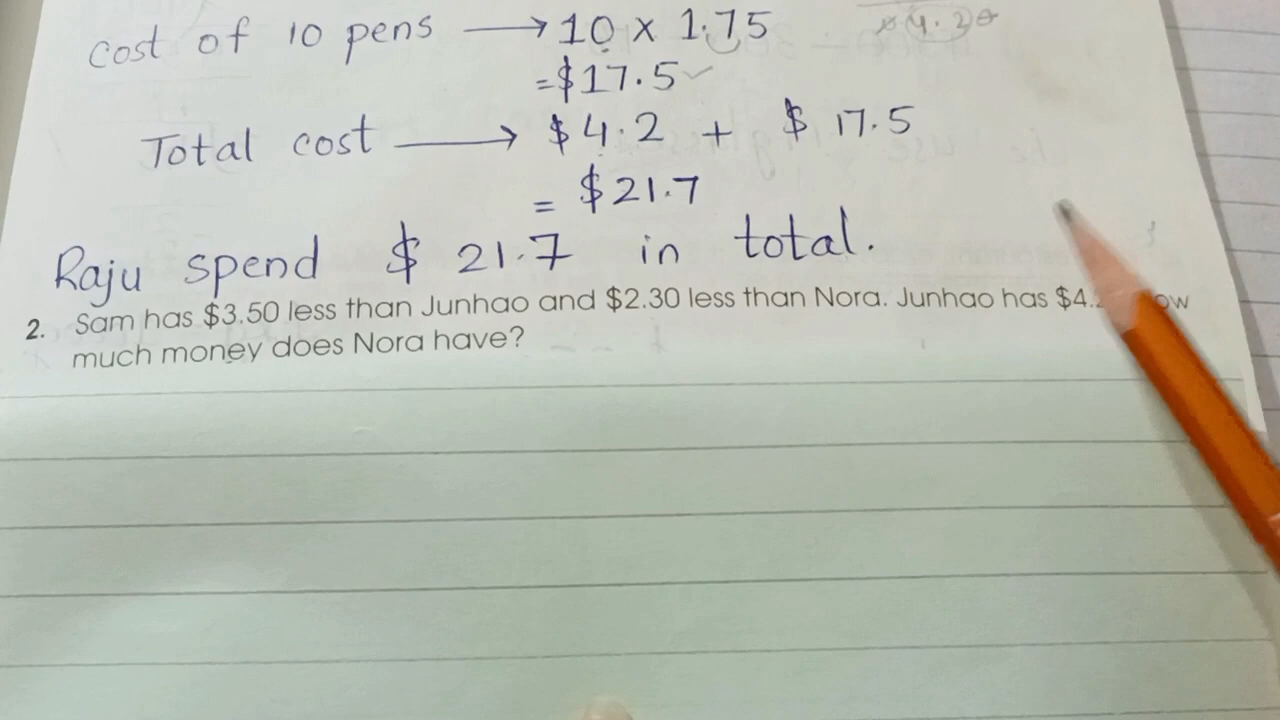 cost of 10 pens → 10 x 1.75
=$17.5 ✓
Total cost → $4.2 + $17.5
= $21.7
Raju spend $21.7 in total.
2. Sam has $3.50 less than Junhao and $2.30 less than Nora. Junhao has
much money does Nora have?